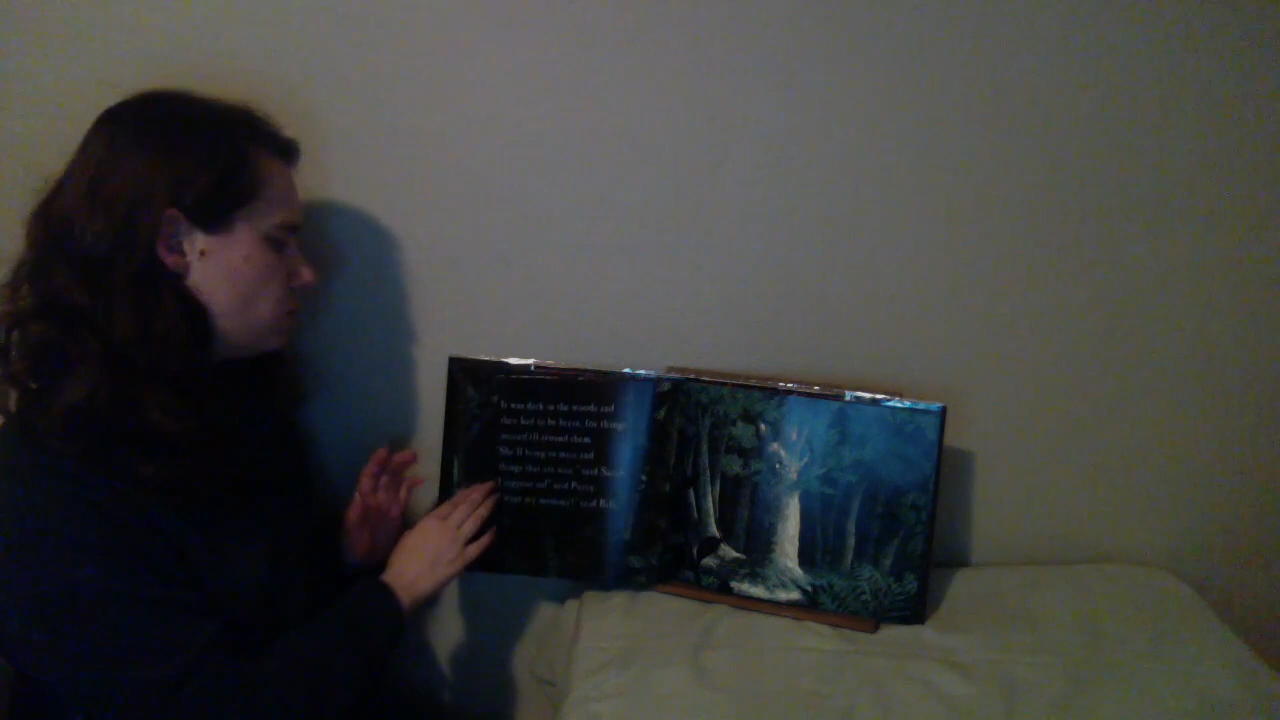 It was dark in the woods and
they had to be brave, for things
moved all around them.
"She'll bring us mice and
things that are nice," said Sarah.
"I suppose so!" said Percy.
"I want my mommy!" said Bill.